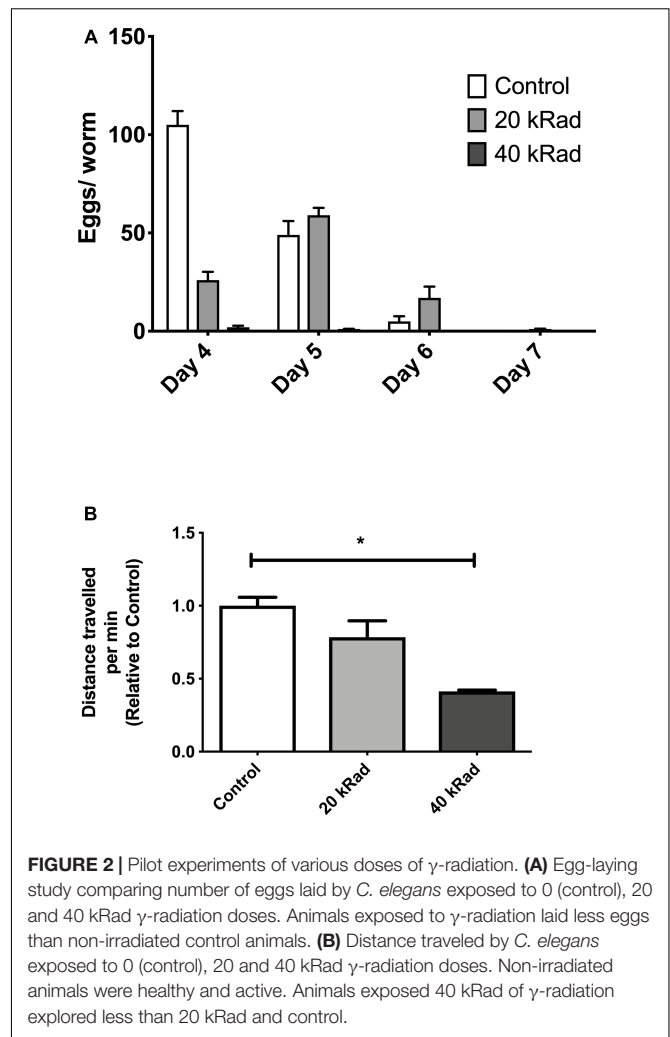 A
150
100
50
0
Eggs/ worm
Control
20 kRad
40 kRad
Day 4
Day 5
Day 6
Day 7
B
1.5
1.0
0.5
0.0
Distance travelled
per min
(Relative to Control)
*
Control
20 kRad
40 kRad
FIGURE 2 | Pilot experiments of various doses of γ-radiation. (A) Egg-laying
study comparing number of eggs laid by C. elegans exposed to 0 (control), 20
and 40 kRad γ-radiation doses. Animals exposed to γ-radiation laid less eggs
than non-irradiated control animals. (B) Distance traveled by C. elegans
exposed to 0 (control), 20 and 40 kRad γ-radiation doses. Non-irradiated
animals were healthy and active. Animals exposed 40 kRad of γ-radiation
explored less than 20 kRad and control.